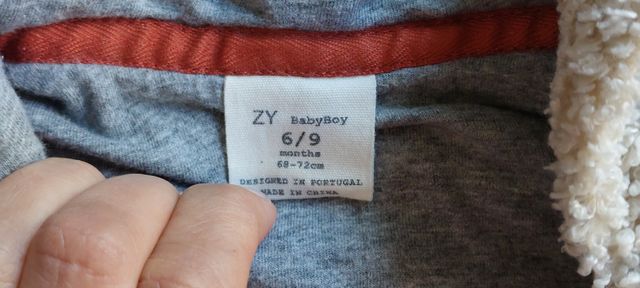 ZY BabyBoy
6/9
months
68-72cm
DESIGNED IN PORTUGAL
MADE IN CHINA